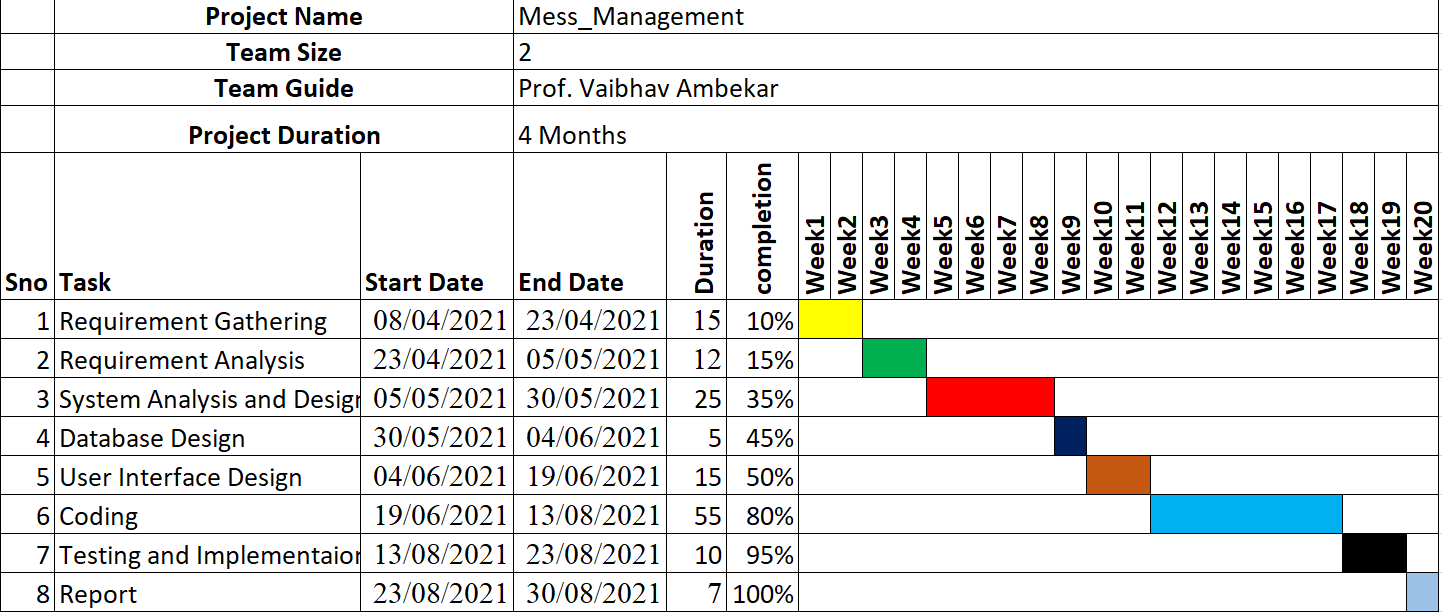 Project Name Mess_Management
Team Size 2
Team Guide Prof. Vaibhav Ambekar
Project Duration 4 Months
Sno Task Start Date End Date Duration completion Week1 Week2 Week3 Week4 Week5 Week6 Week7 Week8 Week9 Week10 Week11 Week12 Week13 Week14 Week15 Week16 Week17 Week18 Week19 Week20
1 Requirement Gathering 08/04/2021 23/04/2021 15 10%
2 Requirement Analysis 23/04/2021 05/05/2021 12 15%
3 System Analysis and Design 05/05/2021 30/05/2021 25 35%
4 Database Design 30/05/2021 04/06/2021 5 45%
5 User Interface Design 04/06/2021 19/06/2021 15 50%
6 Coding 19/06/2021 13/08/2021 55 80%
7 Testing and Implementaion 13/08/2021 23/08/2021 10 95%
8 Report 23/08/2021 30/08/2021 7 100%